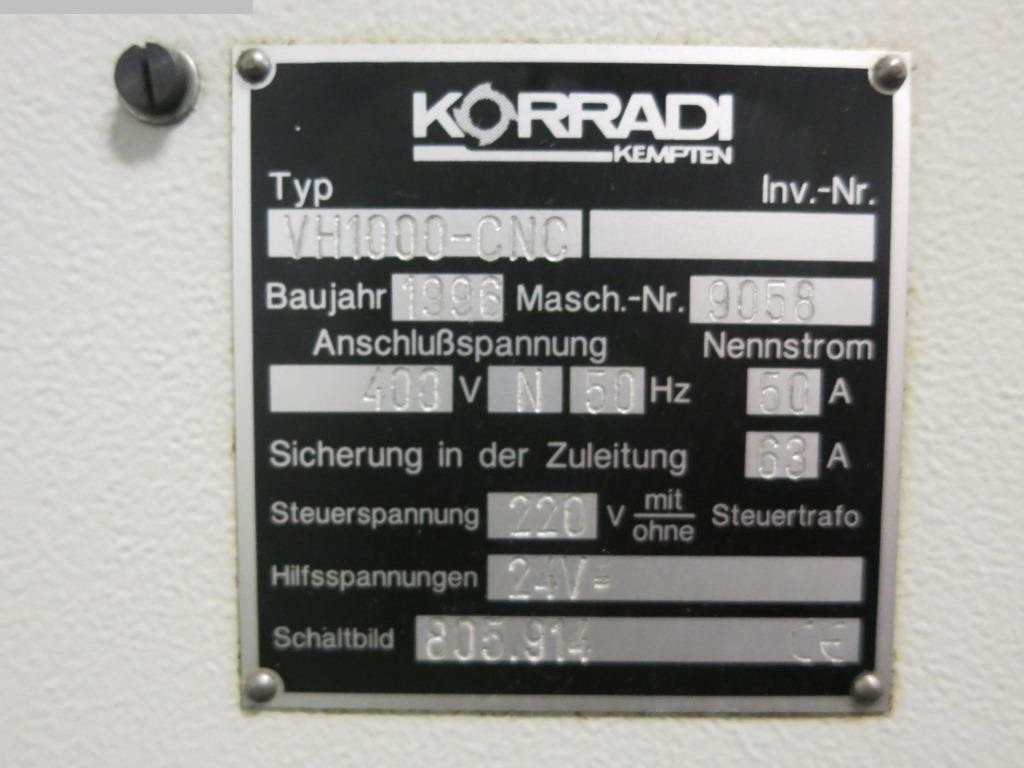 KORRADI
KEMPTEN
Typ Inv.-Nr.
VH1000-CNC
Baujahr 1996 Masch.-Nr. 9058
Anschlußspannung Nennstrom
400 V N 50 Hz 50 A
Sicherung in der Zuleitung 63 A
Steuerspannung 220 V mit/ohne Steuertrafo
Hilfsspannungen 24V=
Schaltbild 805.914 CE